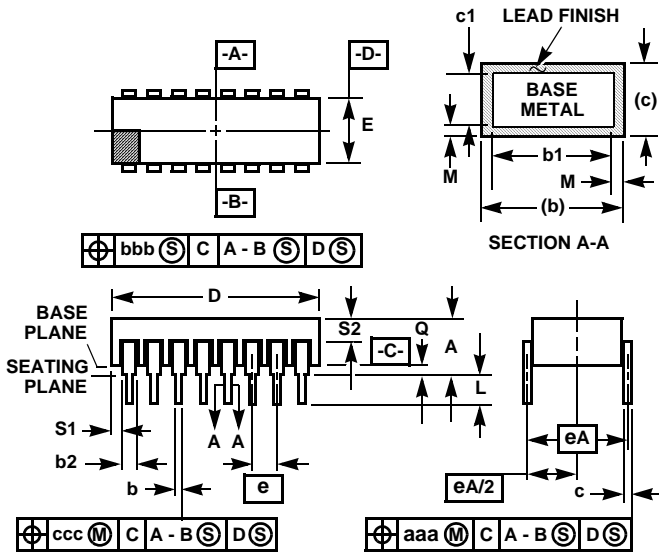 c1
LEAD FINISH
-A-
-D-
BASE
METAL
(c)
E
b1
M
M
-B-
(b)
SECTION A-A
⌖ bbb Ⓢ C A - B Ⓢ D Ⓢ
D
BASE
PLANE
S2
Q
A
-C-
SEATING
PLANE
L
S1
A A
eA
b2
e
eA/2
b
c
⌖ ccc Ⓜ C A - B Ⓢ D Ⓢ
⌖ aaa Ⓜ C A - B Ⓢ D Ⓢ